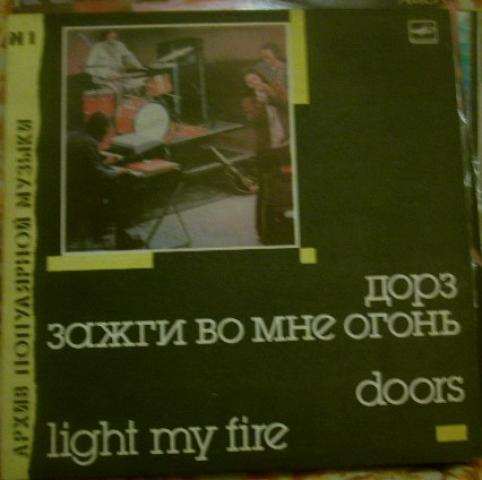 №1
АРХИВ ПОПУЛЯРНОЙ МУЗЫКИ
дорз
зажги во мне огонь
doors
light my fire